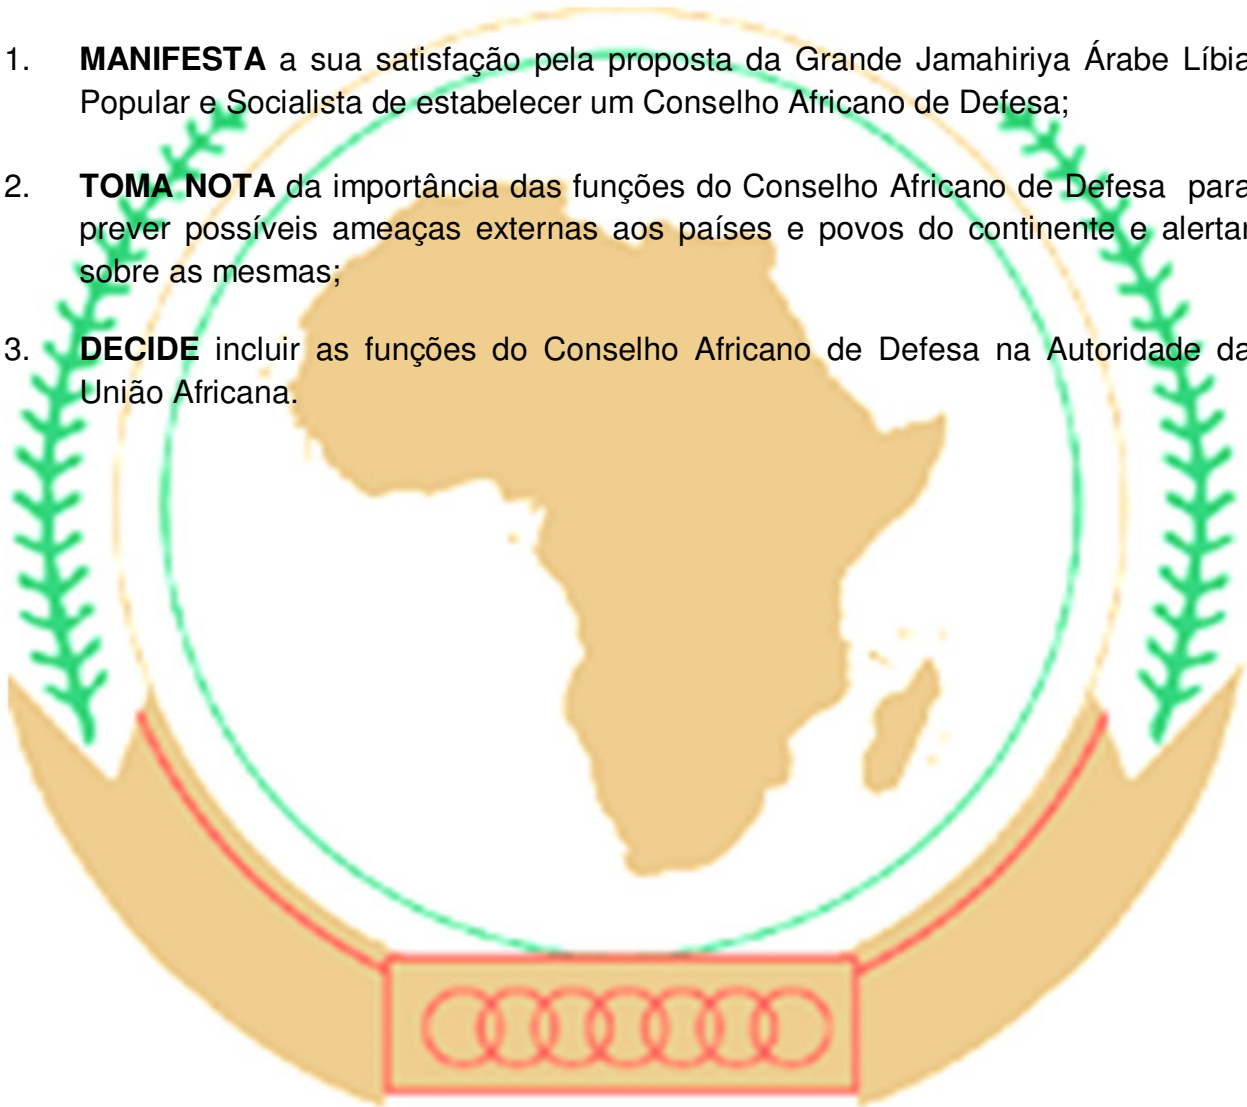 1. MANIFESTA a sua satisfação pela proposta da Grande Jamahiriya Árabe Líbia
Popular e Socialista de estabelecer um Conselho Africano de Defesa;
2. TOMA NOTA da importância das funções do Conselho Africano de Defesa para
prever possíveis ameaças externas aos países e povos do continente e alertar
sobre as mesmas;
3. DECIDE incluir as funções do Conselho Africano de Defesa na Autoridade da
União Africana.